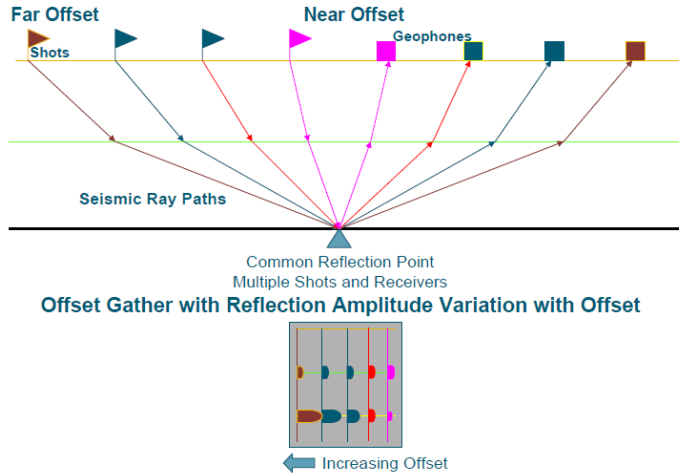 Far Offset
Near Offset
Shots
Geophones
Seismic Ray Paths
Common Reflection Point
Multiple Shots and Receivers
Offset Gather with Reflection Amplitude Variation with Offset
Increasing Offset